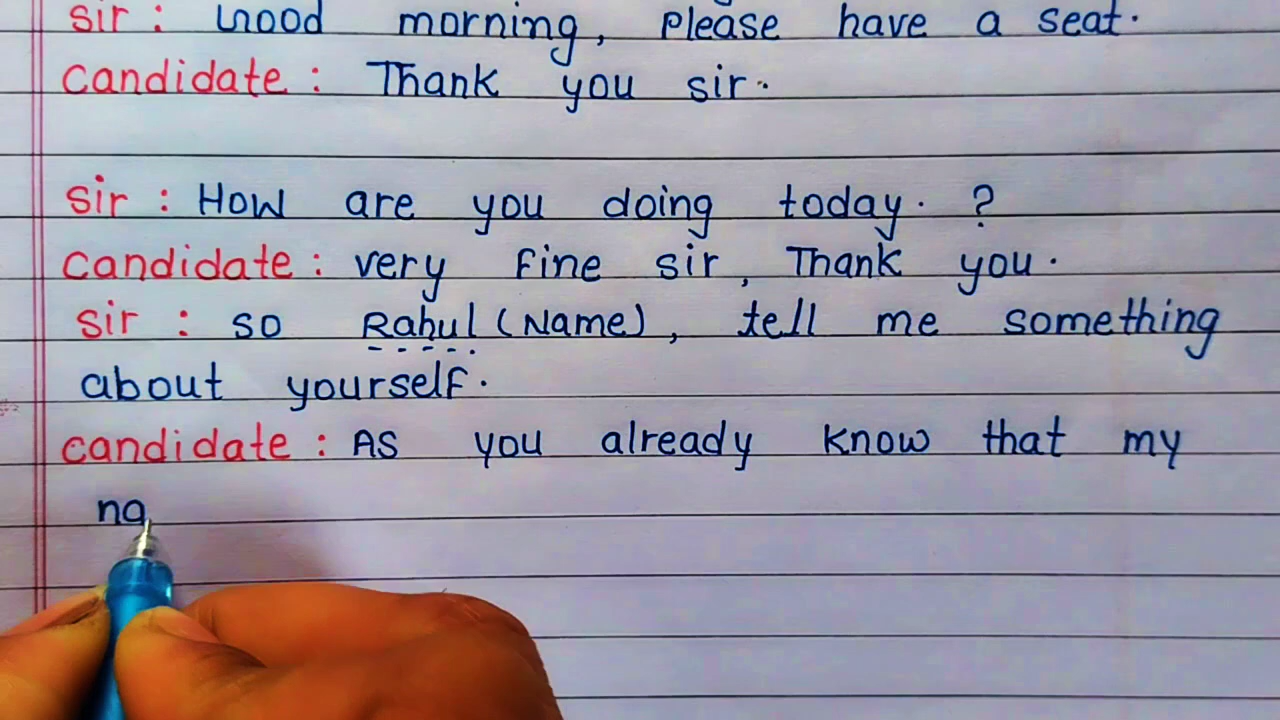 sir : Good morning, Please have a seat.
candidate : Thank you sir.
sir : How are you doing today. ?
candidate : very fine sir, Thank you.
sir : so Rahul (Name), tell me something
about yourself.
candidate : As you already know that my
na